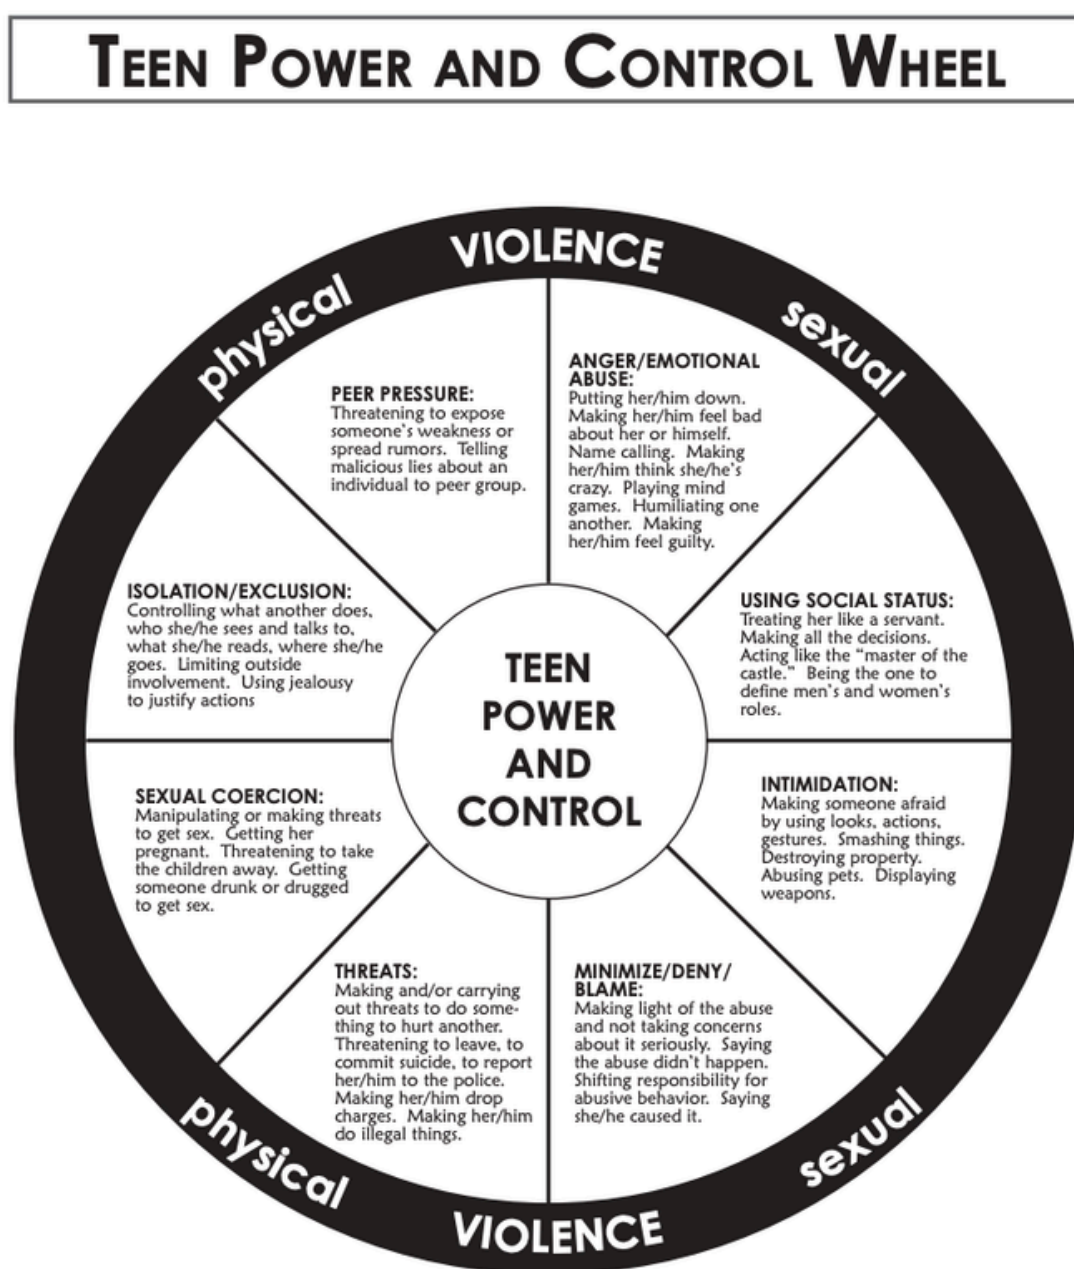 TEEN POWER AND CONTROL WHEEL
physical
VIOLENCE
sexual
PEER PRESSURE:
Threatening to expose
someone's weakness or
spread rumors. Telling
malicious lies about an
individual to peer group.
ANGER/EMOTIONAL
ABUSE:
Putting her/him down.
Making her/him feel bad
about her or himself.
Name calling. Making
her/him think she/he's
crazy. Playing mind
games. Humiliating one
another. Making
her/him feel guilty.
ISOLATION/EXCLUSION:
Controlling what another does,
who she/he sees and talks to,
what she/he reads, where she/he
goes. Limiting outside
involvement. Using jealousy
to justify actions
USING SOCIAL STATUS:
Treating her like a servant.
Making all the decisions.
Acting like the “master of the
castle.” Being the one to
define men's and women's
roles.
TEEN
POWER
AND
CONTROL
SEXUAL COERCION:
Manipulating or making threats
to get sex. Getting her
pregnant. Threatening to take
the children away. Getting
someone drunk or drugged
to get sex.
INTIMIDATION:
Making someone afraid
by using looks, actions,
gestures. Smashing things.
Destroying property.
Abusing pets. Displaying
weapons.
THREATS:
Making and/or carrying
out threats to do some-
thing to hurt another.
Threatening to leave, to
commit suicide, to report
her/him to the police.
Making her/him drop
charges. Making her/him
do illegal things.
MINIMIZE/DENY/
BLAME:
Making light of the abuse
and not taking concerns
about it seriously. Saying
the abuse didn't happen.
Shifting responsibility for
abusive behavior. Saying
she/he caused it.
physical
VIOLENCE
sexual